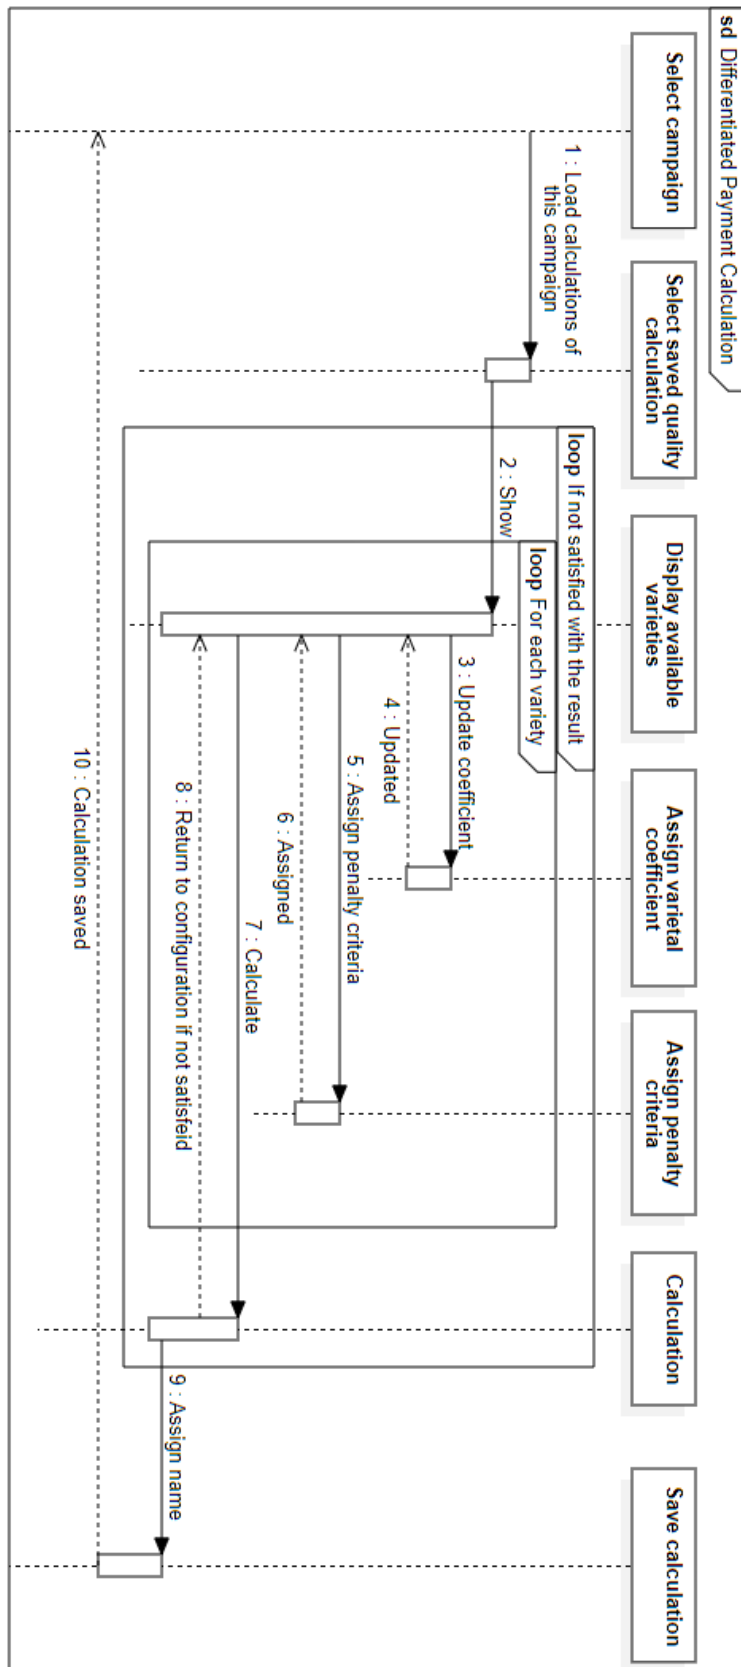 sd Differentiated Payment Calculation
Select campaign
Select saved quality
calculation
Display available
varieties
Assign varietal
coefficient
Assign penalty
criteria
Calculation
Save calculation
1 : Load calculations of
this campaign
loop If not satisfied with the result
2 : Show
loop For each variety
3 : Update coefficient
4 : Updated
5 : Assign penalty criteria
6 : Assigned
7 : Calculate
8 : Return to configuration if not satisfeid
9 : Assign name
10 : Calculation saved